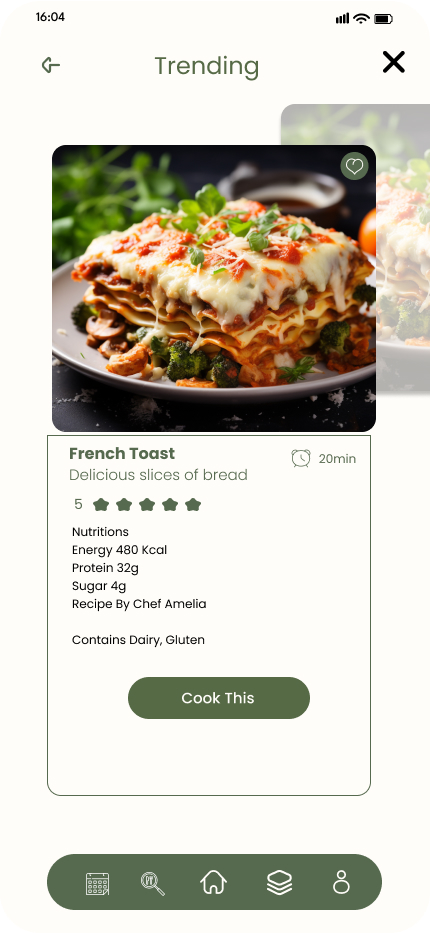 16:04
Trending
French Toast
20min
Delicious slices of bread
5
Nutritions
Energy 480 Kcal
Protein 32g
Sugar 4g
Recipe By Chef Amelia
Contains Dairy, Gluten
Cook This